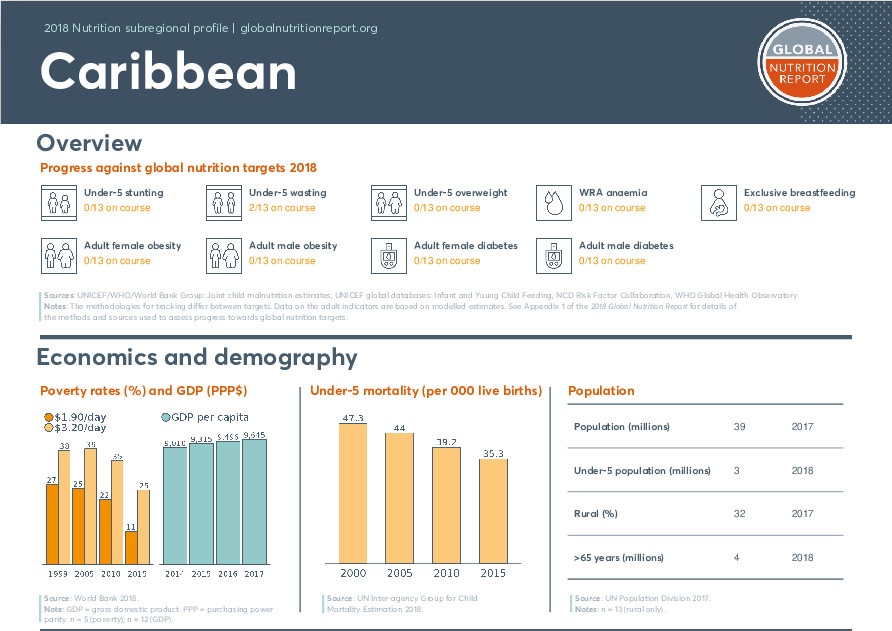 2018 Nutrition subregional profile | globalnutritionreport.org
Caribbean
GLOBAL
NUTRITION
REPORT
Overview
Progress against global nutrition targets 2018
Under-5 stunting
0/13 on course
Under-5 wasting
2/13 on course
Under-5 overweight
0/13 on course
WRA anaemia
0/13 on course
Exclusive breastfeeding
0/13 on course
Adult female obesity
0/13 on course
Adult male obesity
0/13 on course
Adult female diabetes
0/13 on course
Adult male diabetes
0/13 on course
Sources: UNICEF/WHO/World Bank Group: Joint child malnutrition estimates, UNICEF global databases: Infant and Young Child Feeding, NCD Risk Factor Collaboration, WHO Global Health Observatory.
Notes: The methodologies for tracking differ between targets. Data on the adult indicators are based on modelled estimates. See Appendix 1 of the 2018 Global Nutrition Report for details of
the methods and sources used to assess progress towards global nutrition targets.
Economics and demography
Poverty rates (%) and GDP (PPP$)
$1.90/day
$3.20/day
27 38 25 39 22 35 11 25
1999 2005 2010 2015
GDP per capita
9,010 9,315 9,499 9,645
2014 2015 2016 2017
Source: World Bank 2018.
Note: GDP = gross domestic product. PPP = purchasing power
parity. n = 5 (poverty); n = 12 (GDP).
Under-5 mortality (per 000 live births)
47.3 44 39.2 35.3
2000 2005 2010 2015
Source: UN Inter-agency Group for Child
Mortality Estimation 2018.
Population
Population (millions) 39 2017
Under-5 population (millions) 3 2018
Rural (%) 32 2017
>65 years (millions) 4 2018
Source: UN Population Division 2017.
Notes: n = 13 (rural only).